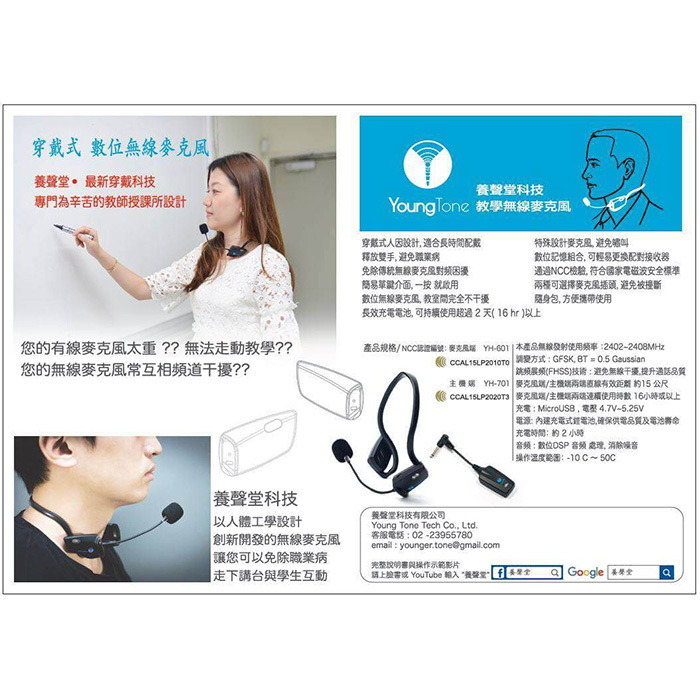 穿戴式 數位無線麥克風
養聲堂• 最新穿戴科技
專門為辛苦的教師授課所設計
您的有線麥克風太重 ?? 無法走動教學??
您的無線麥克風常互相頻道干擾??
養聲堂科技
以人體工學設計
創新開發的無線麥克風
讓您可以免除職業病
走下講台與學生互動
YoungTone
養聲堂科技
教學無線麥克風
穿戴式人因設計, 適合長時間配戴
釋放雙手, 避免職業病
免除傳統無線麥克風對頻困擾
簡易單鍵介面, 一按 就啟用
數位無線麥克風, 教室間完全不干擾
長效充電電池, 可持續使用超過 2 天( 16 hr )以上
特殊設計麥克風, 避免嘯叫
數位記憶組合, 可輕易更換配對接收器
通過NCC檢驗, 符合國家電磁波安全標準
兩種可選擇麥克風插頭, 避免被撞斷
隨身包, 方便攜帶使用
產品規格/ NCC認證編號: 麥克風端 YH-601
CCAL15LP2010T0
主 機 端 YH-701
CCAL15LP2020T3
本產品無線發射使用頻率 :2402~2408MHz
調變方式 : GFSK, BT = 0.5 Gaussian
跳頻展頻(FHSS)技術 : 避免無線干擾,提升通話品質
麥克風端/主機端兩端直線有效距離 約15 公尺
麥克風端/主機端兩端連續使用時數 16小時或以上
充電 : MicroUSB , 電壓 4.7V~5.25V
電源: 內建充電式鋰電池,確保供電品質及電池壽命
充電時間: 約 2 小時
音頻 : 數位DSP 音頻 處理, 消除噪音
操作溫度範圍: -10 C ～ 50C
養聲堂科技有限公司
Young Tone Tech Co., Ltd.
客服電話 : 02 -23955780
email : younger.tone@gmail.com
完整說明書與操作示範影片
請上臉書或 YouTube 輸入 "養聲堂"
f 養聲堂
Google 養聲堂